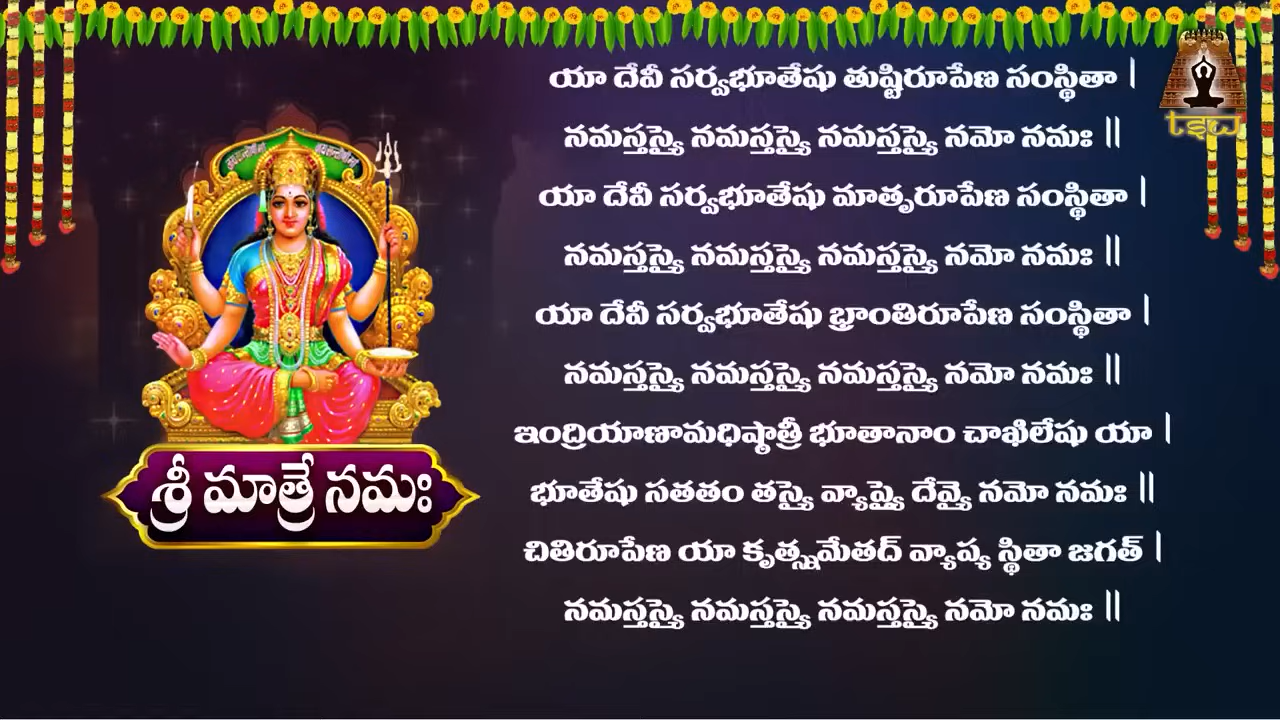 యా దేవీ సర్వభూతేషు తుష్టిరూపేణ సంస్థితా |
నమస్తస్యై నమస్తస్యై నమస్తస్యై నమో నమః ||
యా దేవీ సర్వభూతేషు మాతృరూపేణ సంస్థితా |
నమస్తస్యై నమస్తస్యై నమస్తస్యై నమో నమః ||
యా దేవీ సర్వభూతేషు భ్రాంతిరూపేణ సంస్థితా |
నమస్తస్యై నమస్తస్యై నమస్తస్యై నమో నమః ||
ఇంద్రియాణామధిష్ఠాత్రీ భూతానాం చాఖిలేషు యా |
భూతేషు సతతం తస్యై వ్యాప్త్యై దేవ్యై నమో నమః ||
చితిరూపేణ యా కృత్స్నమేతద్ వ్యాప్య స్థితా జగత్ |
నమస్తస్యై నమస్తస్యై నమస్తస్యై నమో నమః ||
శ్రీ మాత్రే నమః
tsw